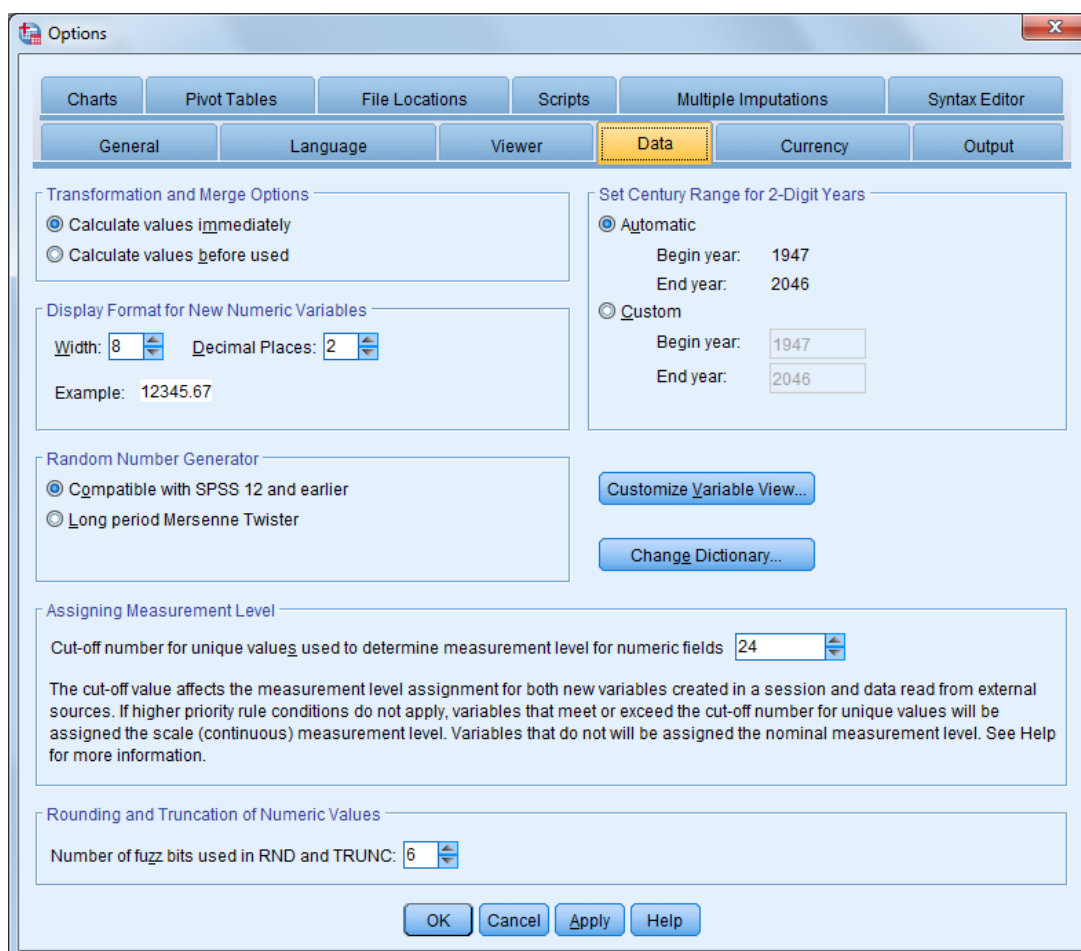 Options
Charts
Pivot Tables
File Locations
Scripts
Multiple Imputations
Syntax Editor
General
Language
Viewer
Data
Currency
Output
Transformation and Merge Options
Calculate values immediately
Calculate values before used
Display Format for New Numeric Variables
Width: 8 Decimal Places: 2
Example: 12345.67
Set Century Range for 2-Digit Years
Automatic
Begin year: 1947
End year: 2046
Custom
Begin year: 1947
End year: 2046
Random Number Generator
Compatible with SPSS 12 and earlier
Long period Mersenne Twister
Customize Variable View...
Change Dictionary...
Assigning Measurement Level
Cut-off number for unique values used to determine measurement level for numeric fields 24
The cut-off value affects the measurement level assignment for both new variables created in a session and data read from external
sources. If higher priority rule conditions do not apply, variables that meet or exceed the cut-off number for unique values will be
assigned the scale (continuous) measurement level. Variables that do not will be assigned the nominal measurement level. See Help
for more information.
Rounding and Truncation of Numeric Values
Number of fuzz bits used in RND and TRUNC: 6
OK
Cancel
Apply
Help